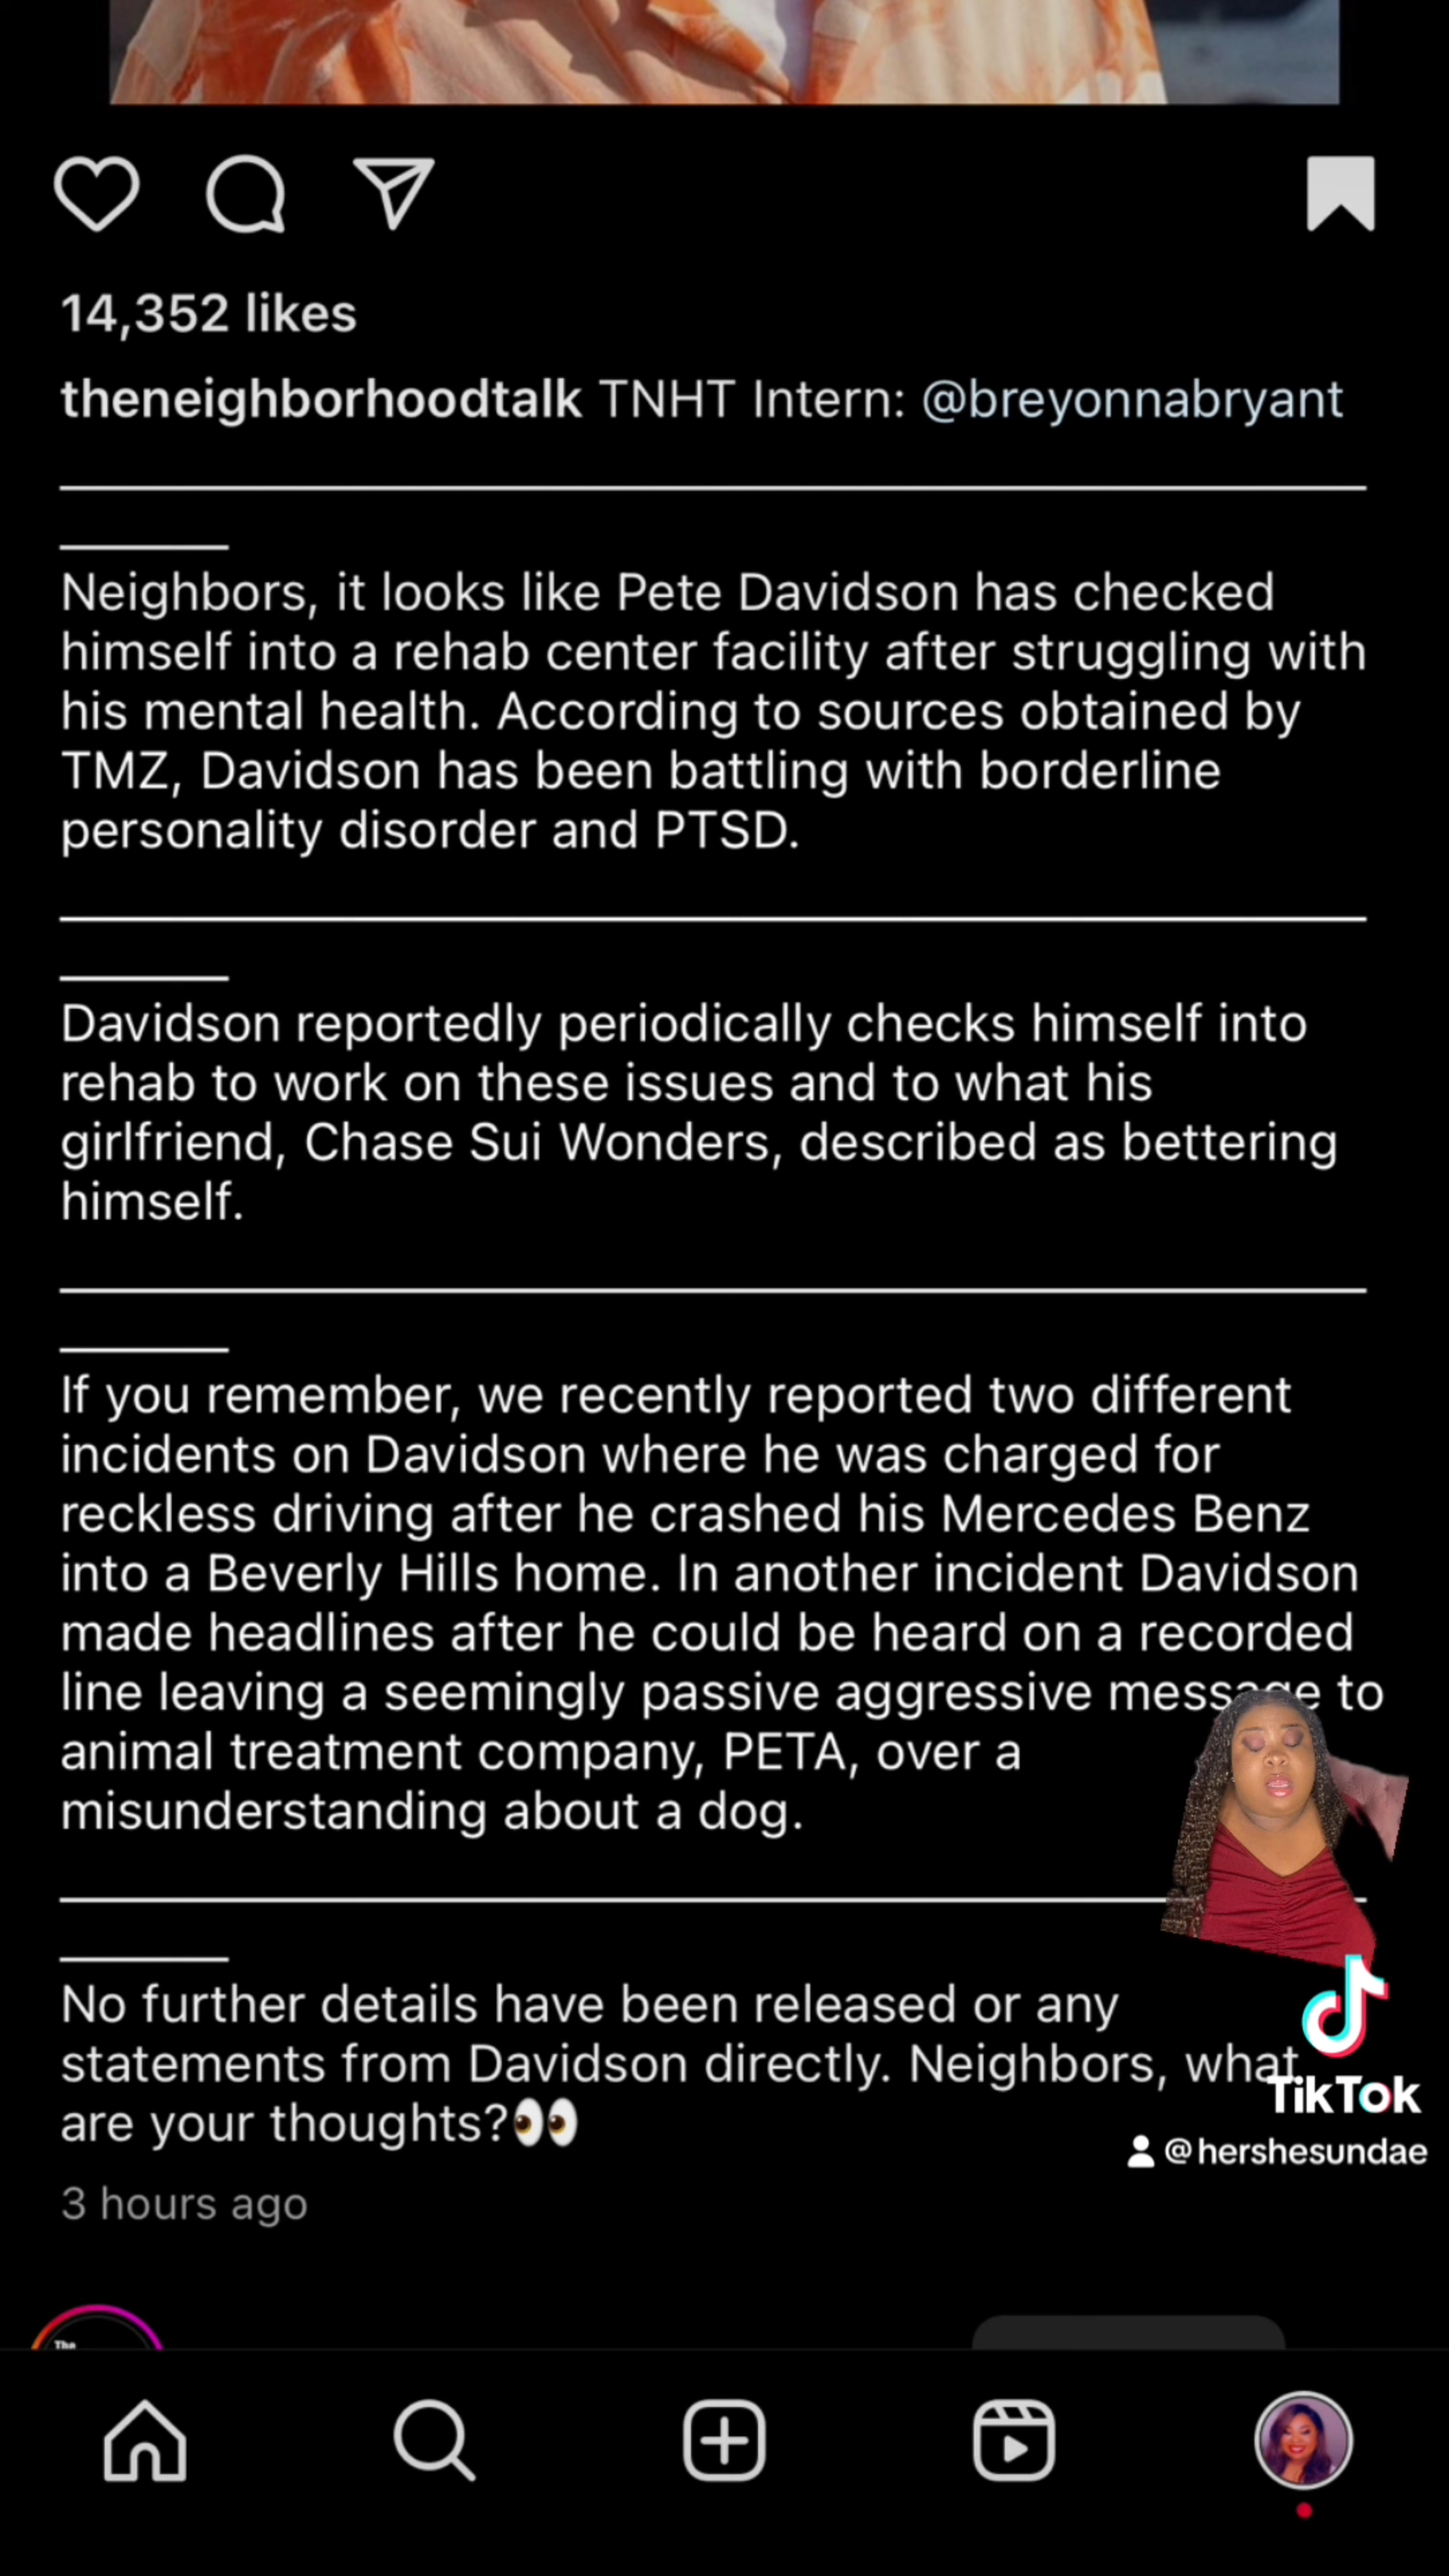 14,352 likes
theneighborhoodtalk TNHT Intern: @breyonnabryant
Neighbors, it looks like Pete Davidson has checked
himself into a rehab center facility after struggling with
his mental health. According to sources obtained by
TMZ, Davidson has been battling with borderline
personality disorder and PTSD.
Davidson reportedly periodically checks himself into
rehab to work on these issues and to what his
girlfriend, Chase Sui Wonders, described as bettering
himself.
If you remember, we recently reported two different
incidents on Davidson where he was charged for
reckless driving after he crashed his Mercedes Benz
into a Beverly Hills home. In another incident Davidson
made headlines after he could be heard on a recorded
line leaving a seemingly passive aggressive message to
animal treatment company, PETA, over a
misunderstanding about a dog.
No further details have been released or any
statements from Davidson directly. Neighbors, what
are your thoughts?👀
TikTok
@hershesundae
3 hours ago
The